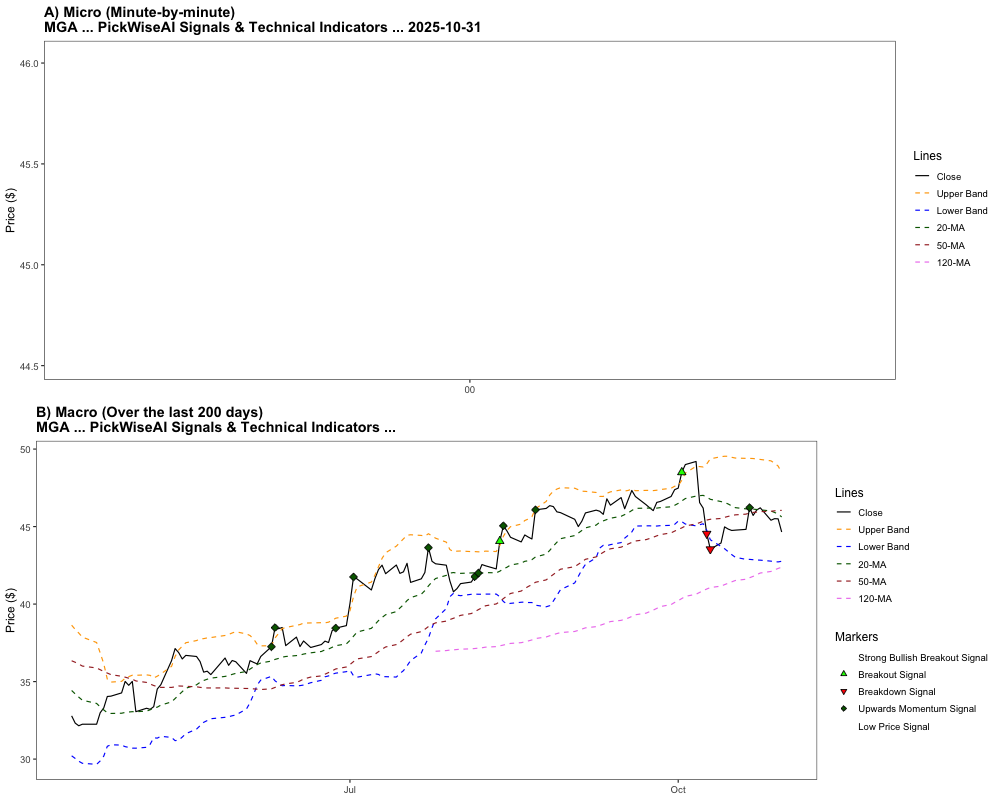 A) Micro (Minute-by-minute)
MGA ... PickWiseAI Signals & Technical Indicators ... 2025-10-31
Price ($)
46.0
45.5
45.0
44.5
00
Lines
Close
Upper Band
Lower Band
20-MA
50-MA
120-MA
B) Macro (Over the last 200 days)
MGA ... PickWiseAI Signals & Technical Indicators ...
Price ($)
50
45
40
35
30
Jul
Oct
Lines
Close
Upper Band
Lower Band
20-MA
50-MA
120-MA
Markers
Strong Bullish Breakout Signal
Breakout Signal
Breakdown Signal
Upwards Momentum Signal
Low Price Signal